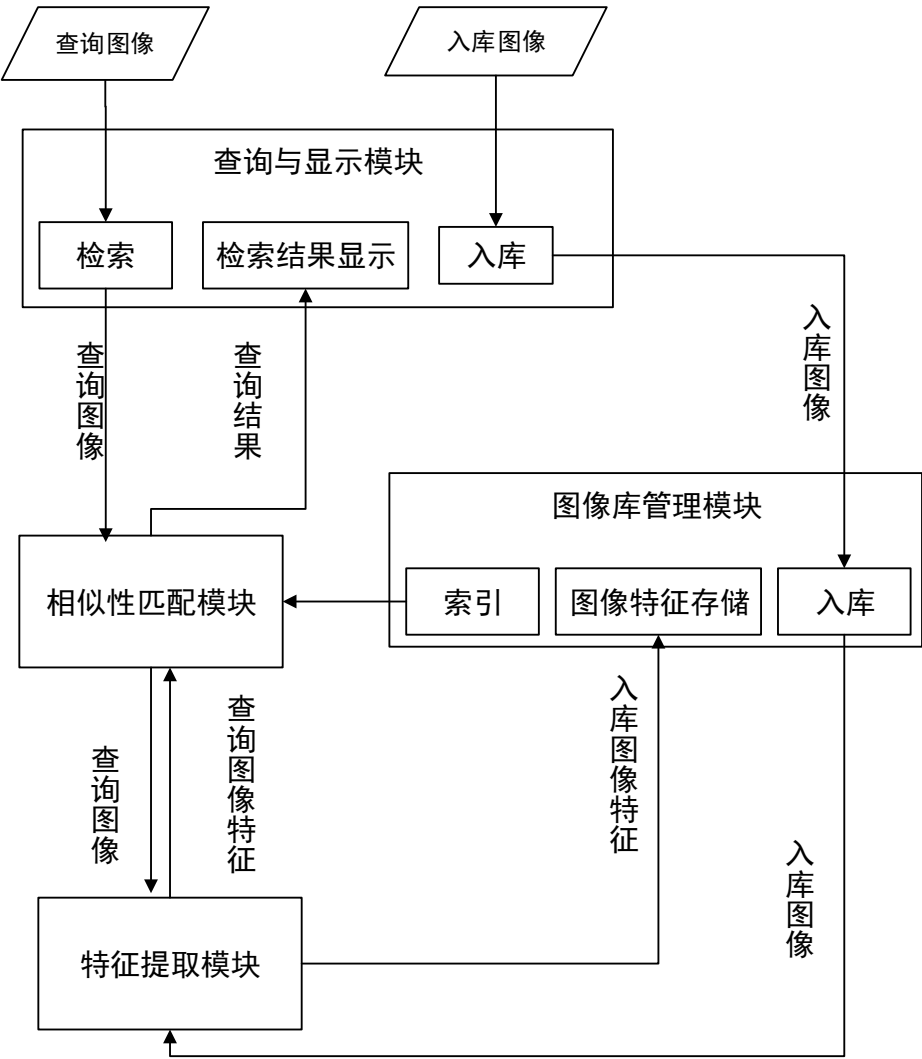 查询图像
入库图像
查询与显示模块
检索
检索结果显示
入库
查询图像
查询结果
入库图像
图像库管理模块
相似性匹配模块
索引
图像特征存储
入库
查询图像
查询图像特征
入库图像特征
入库图像
特征提取模块